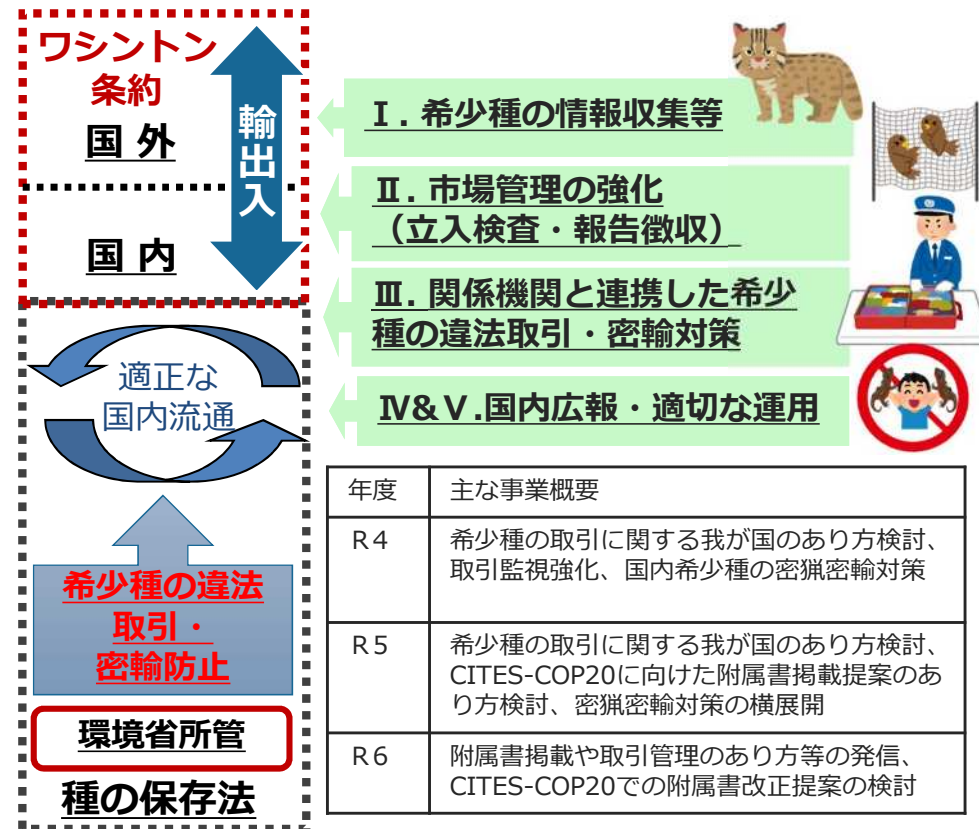 ワシントン
条約
国 外
輸出入
国 内
適正な
国内流通
希少種の違法
取引・
密輸防止
環境省所管
種の保存法
Ⅰ. 希少種の情報収集等
Ⅱ. 市場管理の強化
（立入検査・報告徴収）
Ⅲ. 関係機関と連携した希少
種の違法取引・密輸対策
Ⅳ&Ⅴ.国内広報・適切な運用
年度 主な事業概要
R4 希少種の取引に関する我が国のあり方検討、
取引監視強化、国内希少種の密猟密輸対策
R5 希少種の取引に関する我が国のあり方検討、
CITES-COP20に向けた附属書掲載提案のあ
り方検討、密猟密輸対策の横展開
R6 附属書掲載や取引管理のあり方等の発信、
CITES-COP20での附属書改正提案の検討